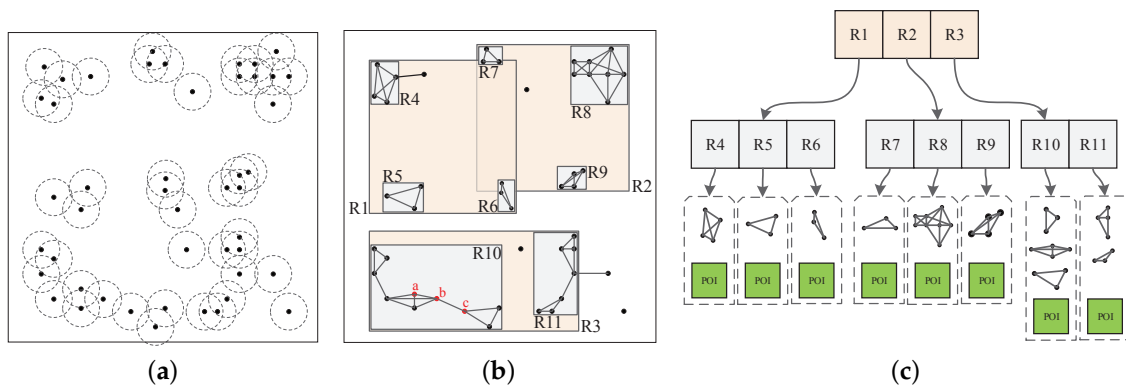 R1 R2 R3
R7
R4
R8
R5
R9
R1
R6
R2
R10
a
b
c
R11
R3
R4 R5 R6 R7 R8 R9 R10 R11
POI POI POI POI POI POI
POI POI
(a) (b) (c)